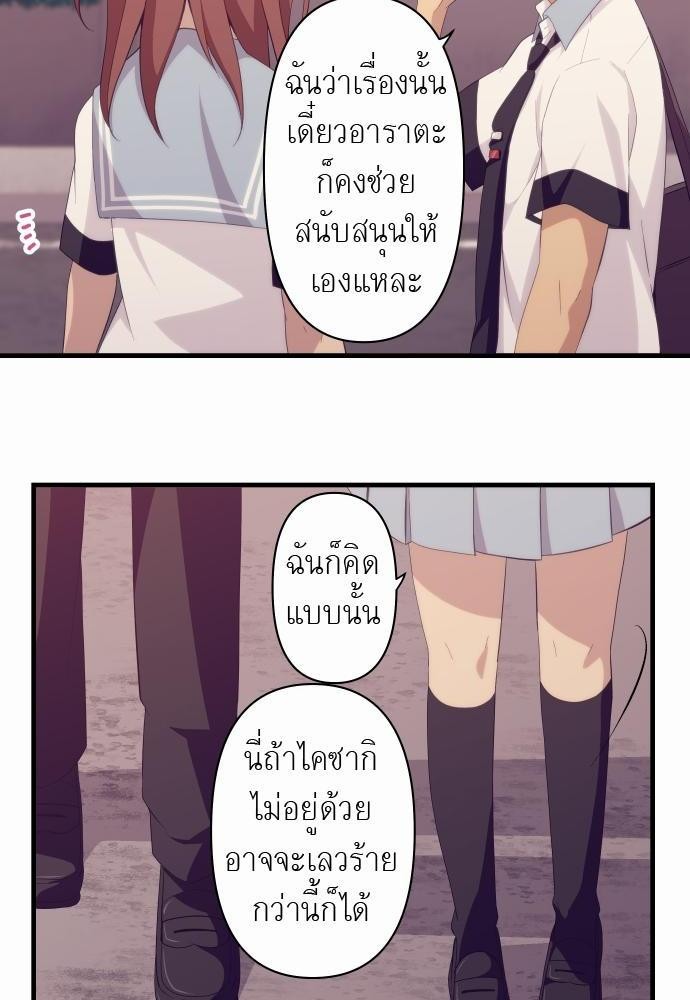 ฉันว่าเรื่องนั้น
เดี๋ยวอาราตะ
ก็คงช่วย
สนับสนุนให้
เองแหละ
ฉันก็คิด
แบบนั้น
นี่ถ้าไคซากิ
ไม่อยู่ด้วย
อาจจะเลวร้าย
กว่านี้ก็ได้